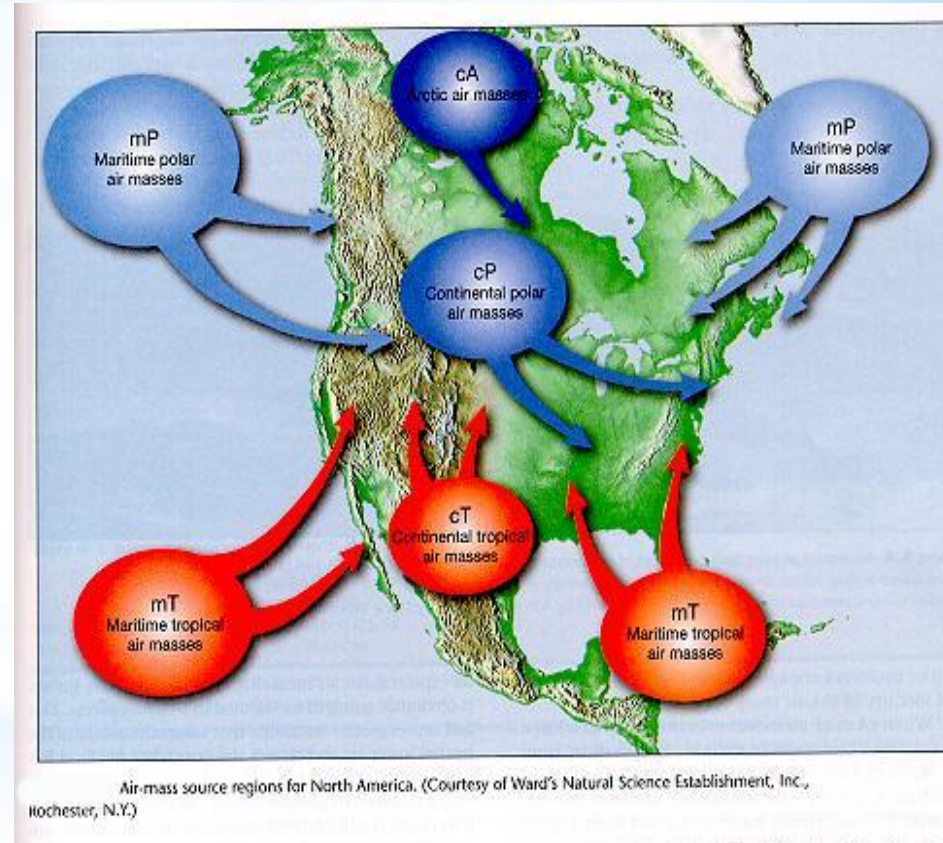 cA
Arctic air masses
mP
Maritime polar
air masses
mP
Maritime polar
air masses
cP
Continental polar
air masses
cT
Continental tropical
air masses
mT
Maritime tropical
air masses
mT
Maritime tropical
air masses
Air-mass source regions for North America. (Courtesy of Ward's Natural Science Establishment, Inc.,
Rochester, N.Y.)